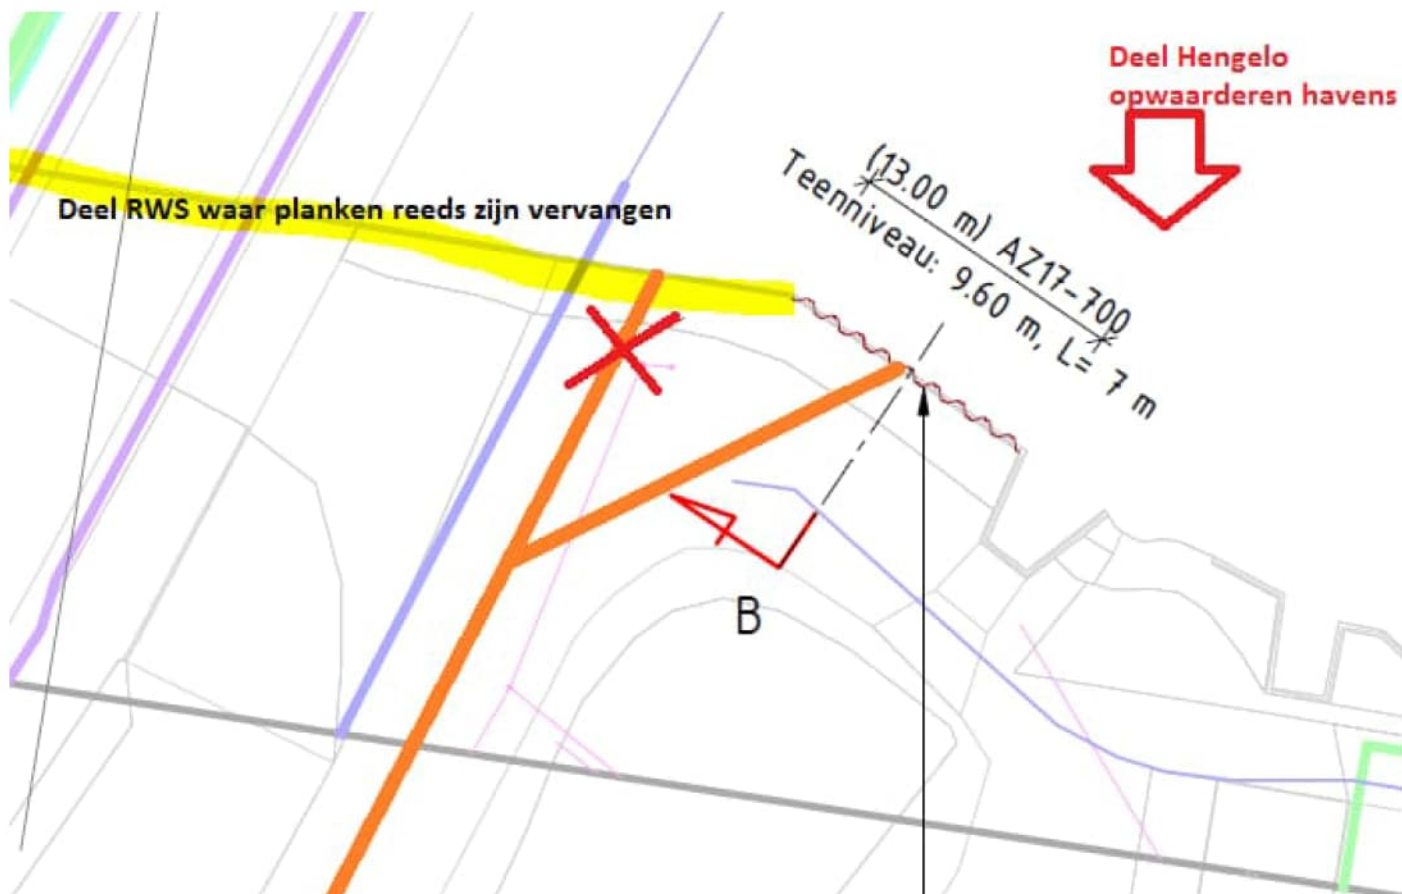 Deel Hengelo
opwaarderen havens
Deel RWS waar planken reeds zijn vervangen
(13.00 m) AZ17-700
Teenniveau: 9.60 m, L= 7 m
B